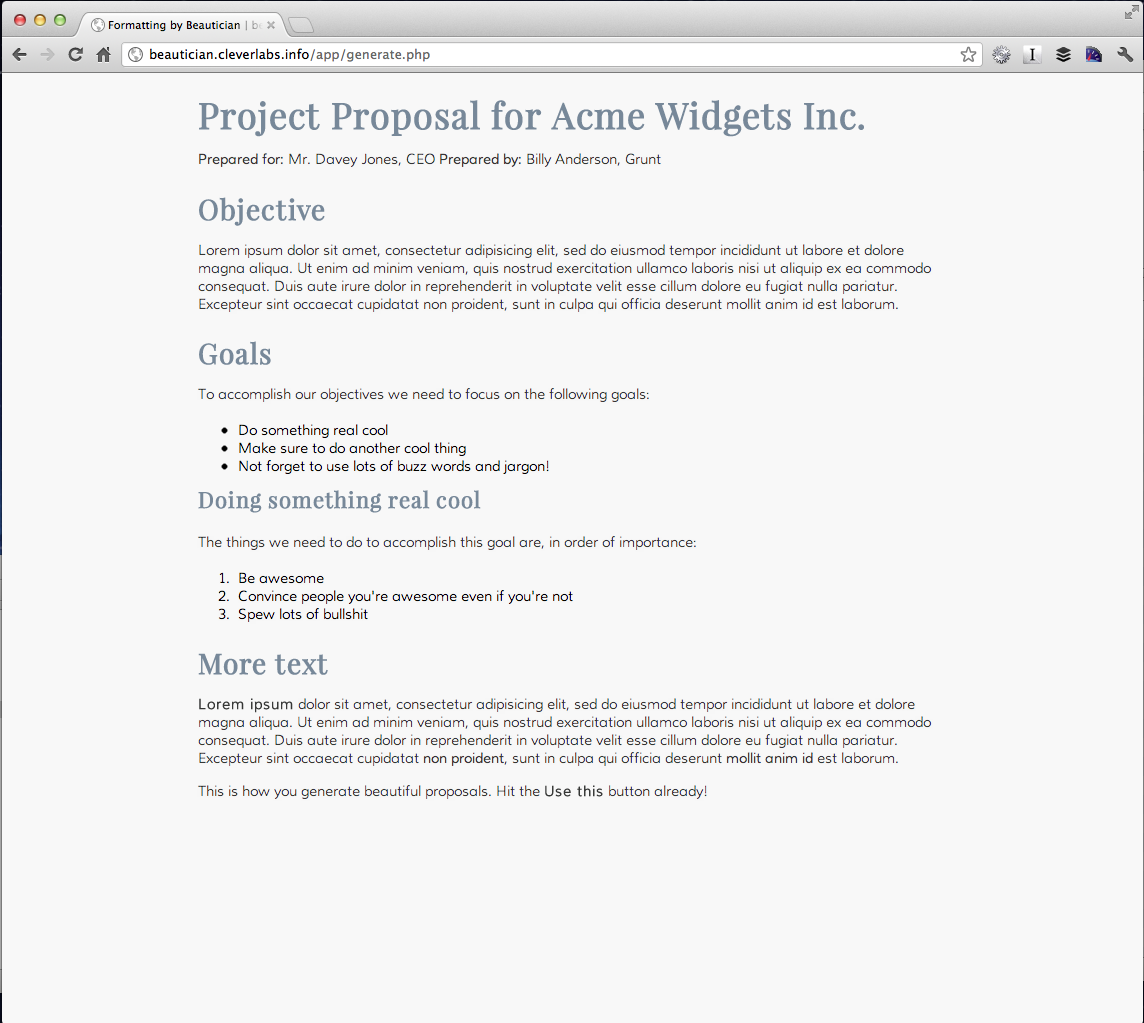 Formatting by Beautician | be
beautician.cleverlabs.info/app/generate.php
Project Proposal for Acme Widgets Inc.
Prepared for: Mr. Davey Jones, CEO Prepared by: Billy Anderson, Grunt
Objective
Lorem ipsum dolor sit amet, consectetur adipisicing elit, sed do eiusmod tempor incididunt ut labore et dolore
magna aliqua. Ut enim ad minim veniam, quis nostrud exercitation ullamco laboris nisi ut aliquip ex ea commodo
consequat. Duis aute irure dolor in reprehenderit in voluptate velit esse cillum dolore eu fugiat nulla pariatur.
Excepteur sint occaecat cupidatat non proident, sunt in culpa qui officia deserunt mollit anim id est laborum.
Goals
To accomplish our objectives we need to focus on the following goals:
• Do something real cool
• Make sure to do another cool thing
• Not forget to use lots of buzz words and jargon!
Doing something real cool
The things we need to do to accomplish this goal are, in order of importance:
1. Be awesome
2. Convince people you're awesome even if you're not
3. Spew lots of bullshit
More text
Lorem ipsum dolor sit amet, consectetur adipisicing elit, sed do eiusmod tempor incididunt ut labore et dolore
magna aliqua. Ut enim ad minim veniam, quis nostrud exercitation ullamco laboris nisi ut aliquip ex ea commodo
consequat. Duis aute irure dolor in reprehenderit in voluptate velit esse cillum dolore eu fugiat nulla pariatur.
Excepteur sint occaecat cupidatat non proident, sunt in culpa qui officia deserunt mollit anim id est laborum.
This is how you generate beautiful proposals. Hit the Use this button already!